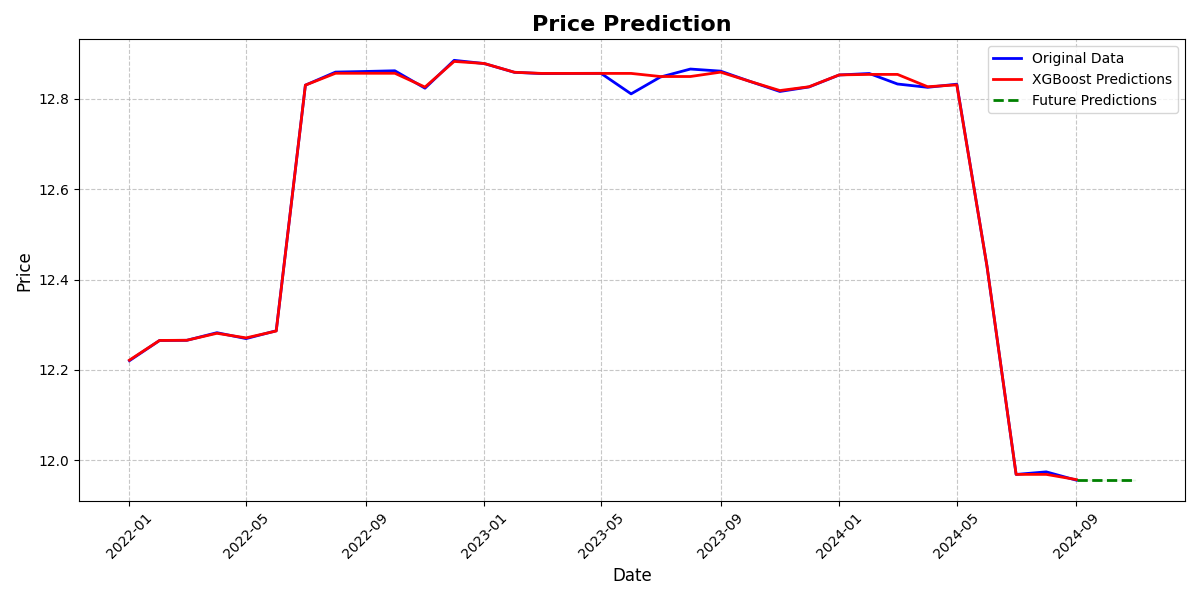 Price Prediction
Original Data
XGBoost Predictions
Future Predictions
Price
12.8
12.6
12.4
12.2
12.0
2022-01
2022-05
2022-09
2023-01
2023-05
2023-09
2024-01
2024-05
2024-09
Date